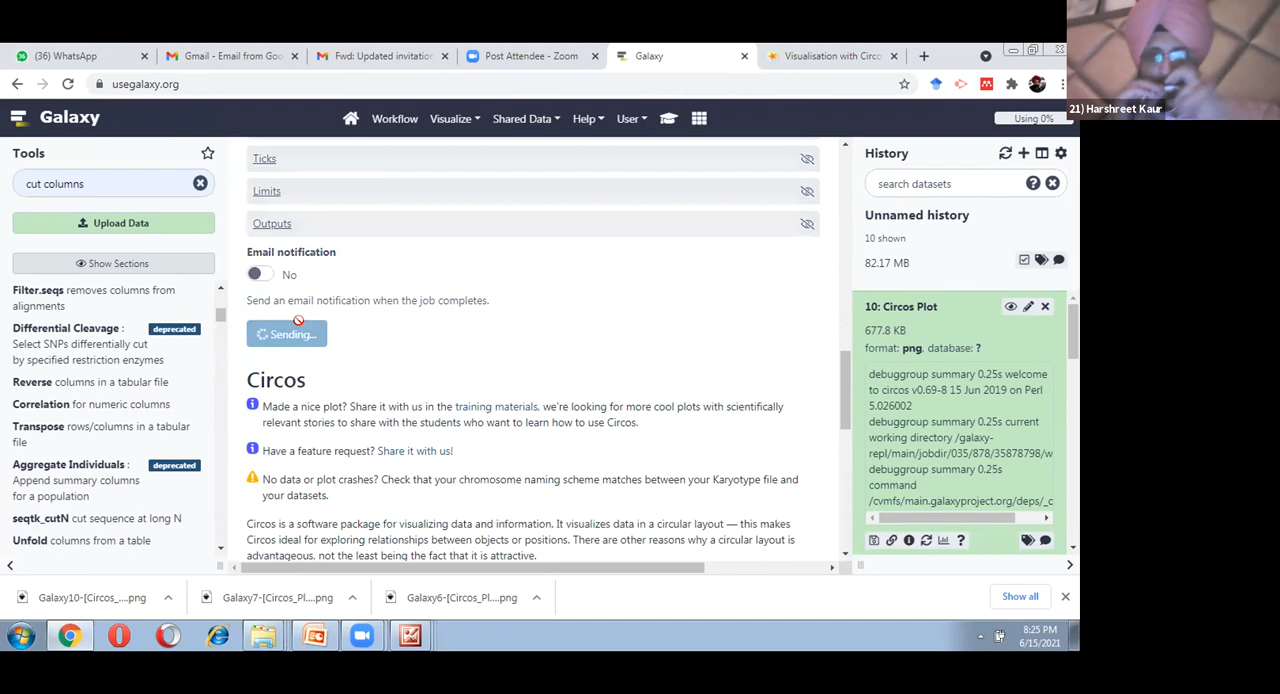 (36) WhatsApp
Gmail - Email from Goo
Fwd: Updated invitation
Post Attendee - Zoom
Galaxy
Visualisation with Circo
usegalaxy.org
21) Harshreet Kaur
Galaxy
Workflow
Visualize
Shared Data
Help
User
Using 0%
Tools
cut columns
Upload Data
Show Sections
Filter.seqs removes columns from
alignments
Differential Cleavage : deprecated
Select SNPs differentially cut
by specified restriction enzymes
Reverse columns in a tabular file
Correlation for numeric columns
Transpose rows/columns in a tabular
file
Aggregate Individuals : deprecated
Append summary columns
for a population
seqtk_cutN cut sequence at long N
Unfold columns from a table
Ticks
Limits
Outputs
Email notification
No
Send an email notification when the job completes.
Sending...
Circos
Made a nice plot? Share it with us in the training materials, we're looking for more cool plots with scientifically
relevant stories to share with the students who want to learn how to use Circos.
Have a feature request? Share it with us!
No data or plot crashes? Check that your chromosome naming scheme matches between your Karyotype file and
your datasets.
Circos is a software package for visualizing data and information. It visualizes data in a circular layout — this makes
Circos ideal for exploring relationships between objects or positions. There are other reasons why a circular layout is
advantageous, not the least being the fact that it is attractive.
History
search datasets
Unnamed history
10 shown
82.17 MB
10: Circos Plot
677.8 KB
format: png, database: ?
debuggroup summary 0.25s welcome
to circos v0.69-8 15 Jun 2019 on Perl
5.026002
debuggroup summary 0.25s current
working directory /galaxy-
repl/main/jobdir/035/878/35878798/w
debuggroup summary 0.25s
command
/cvmfs/main.galaxyproject.org/deps/_c
Galaxy10-[Circos_....png
Galaxy7-[Circos_Pl....png
Galaxy6-[Circos_Pl....png
Show all
8:25 PM
6/15/2021